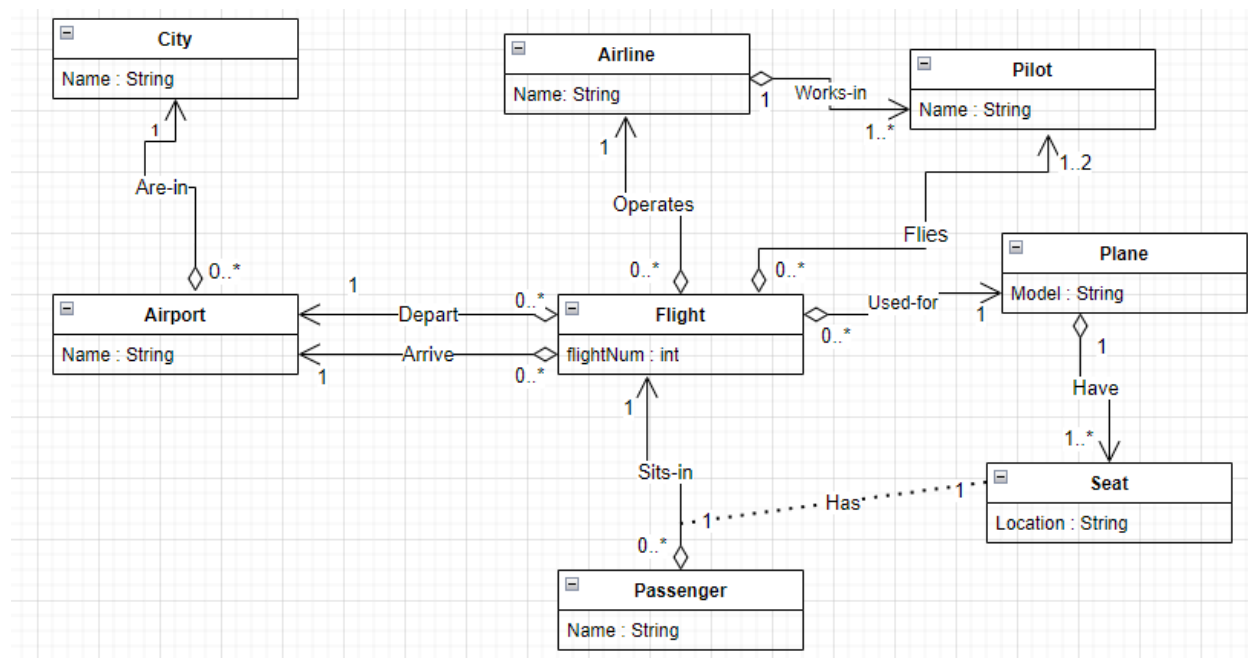 City
Name : String
1
Are-in
0..*
Airline
Name: String
1
Works-in
1..*
Pilot
Name : String
1..2
1
Operates
0..*
Flies
0..*
Airport
Name : String
1
Depart
0..*
1
Arrive
0..*
Flight
flightNum : int
0..*
Used-for
1
Plane
Model : String
1
Have
1..*
1
Sits-in
0..*
1
Has
1
Seat
Location : String
Passenger
Name : String